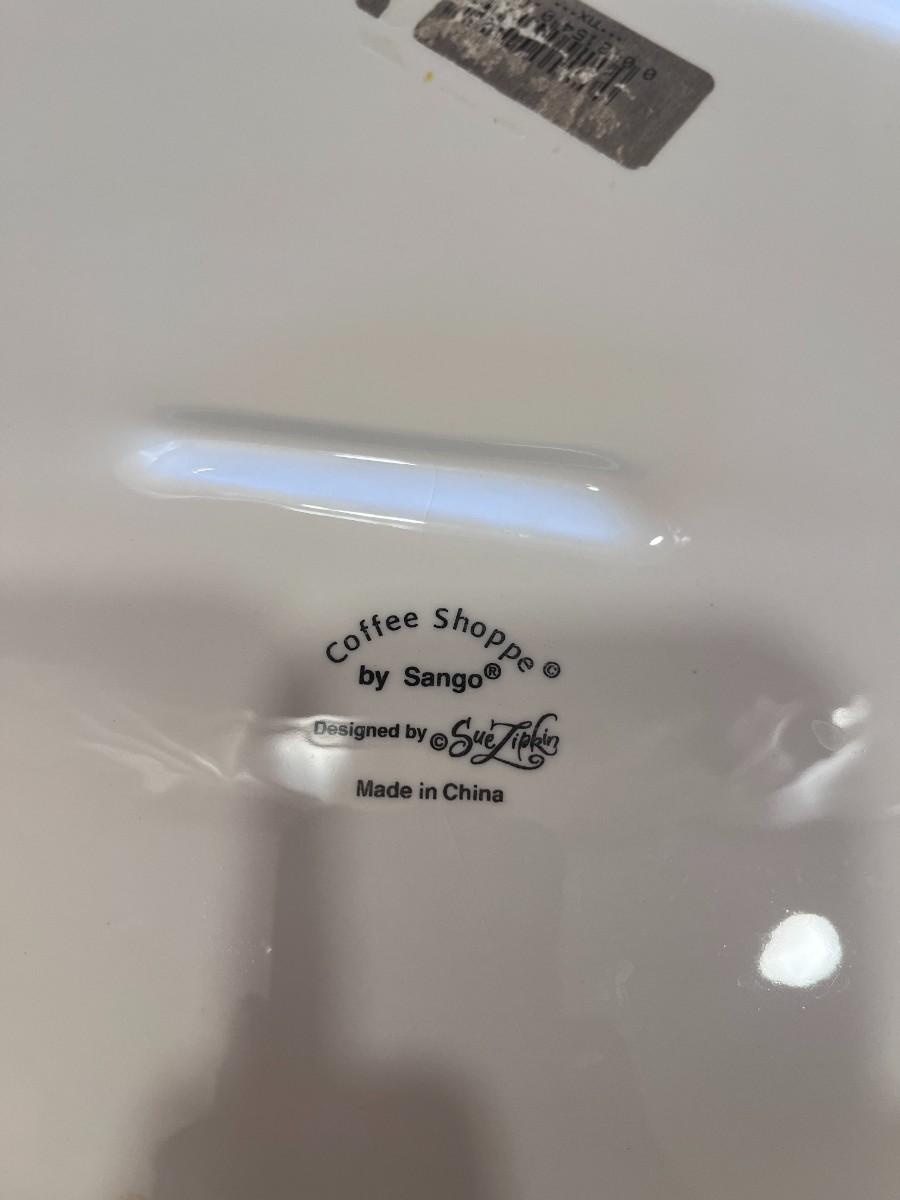 Coffee Shoppe ©
by Sango®
Designed by © Sue Zipkin
Made in China